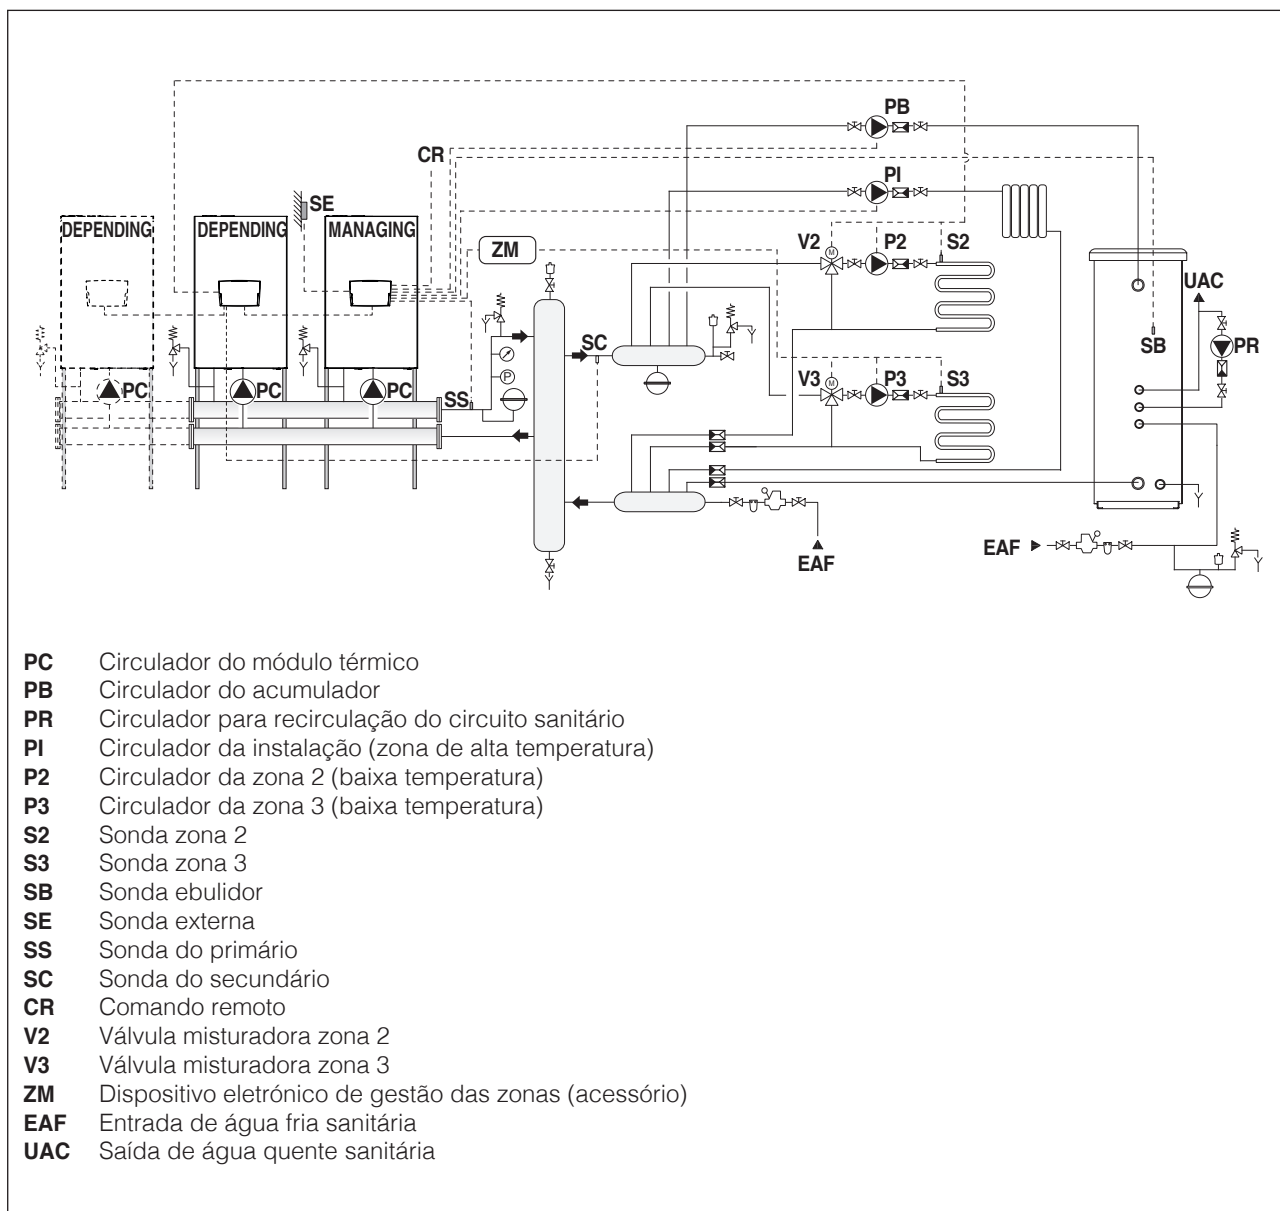 PB
CR
PI
SE
DEPENDING DEPENDING MANAGING
ZM
V2 P2 S2
M
UAC
SC
SB PR
V3 P3 S3
M
PC PC PC
SS
P
EAF
EAF
PC Circulador do módulo térmico
PB Circulador do acumulador
PR Circulador para recirculação do circuito sanitário
PI Circulador da instalação (zona de alta temperatura)
P2 Circulador da zona 2 (baixa temperatura)
P3 Circulador da zona 3 (baixa temperatura)
S2 Sonda zona 2
S3 Sonda zona 3
SB Sonda ebulidor
SE Sonda externa
SS Sonda do primário
SC Sonda do secundário
CR Comando remoto
V2 Válvula misturadora zona 2
V3 Válvula misturadora zona 3
ZM Dispositivo eletrónico de gestão das zonas (acessório)
EAF Entrada de água fria sanitária
UAC Saída de água quente sanitária